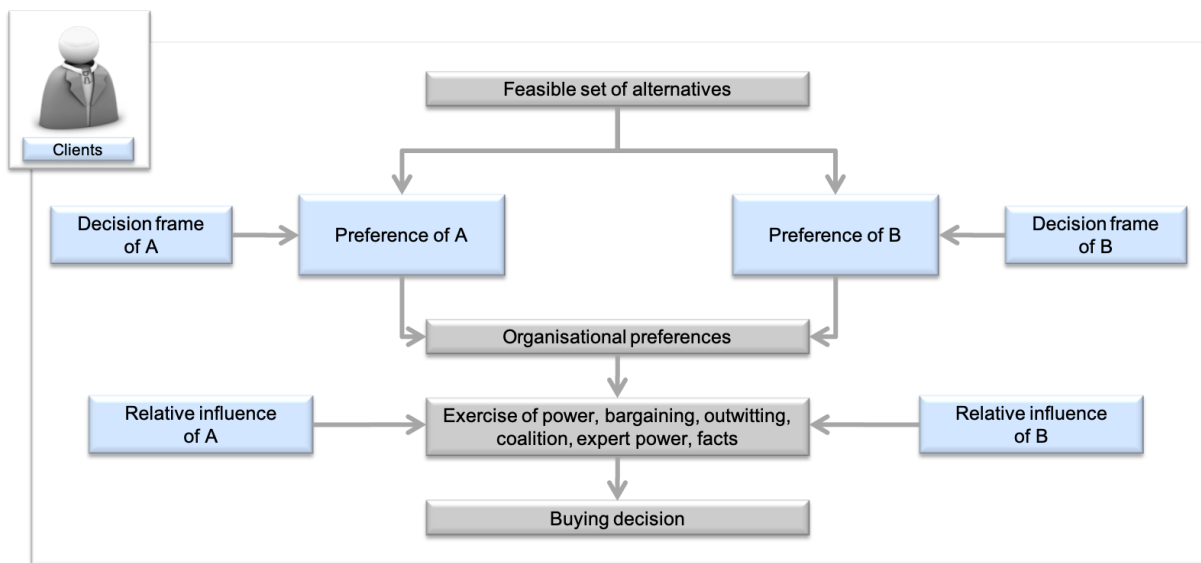 Clients
Feasible set of alternatives
Decision frame
of A
Preference of A
Preference of B
Decision frame
of B
Organisational preferences
Relative influence
of A
Exercise of power, bargaining, outwitting,
coalition, expert power, facts
Relative influence
of B
Buying decision